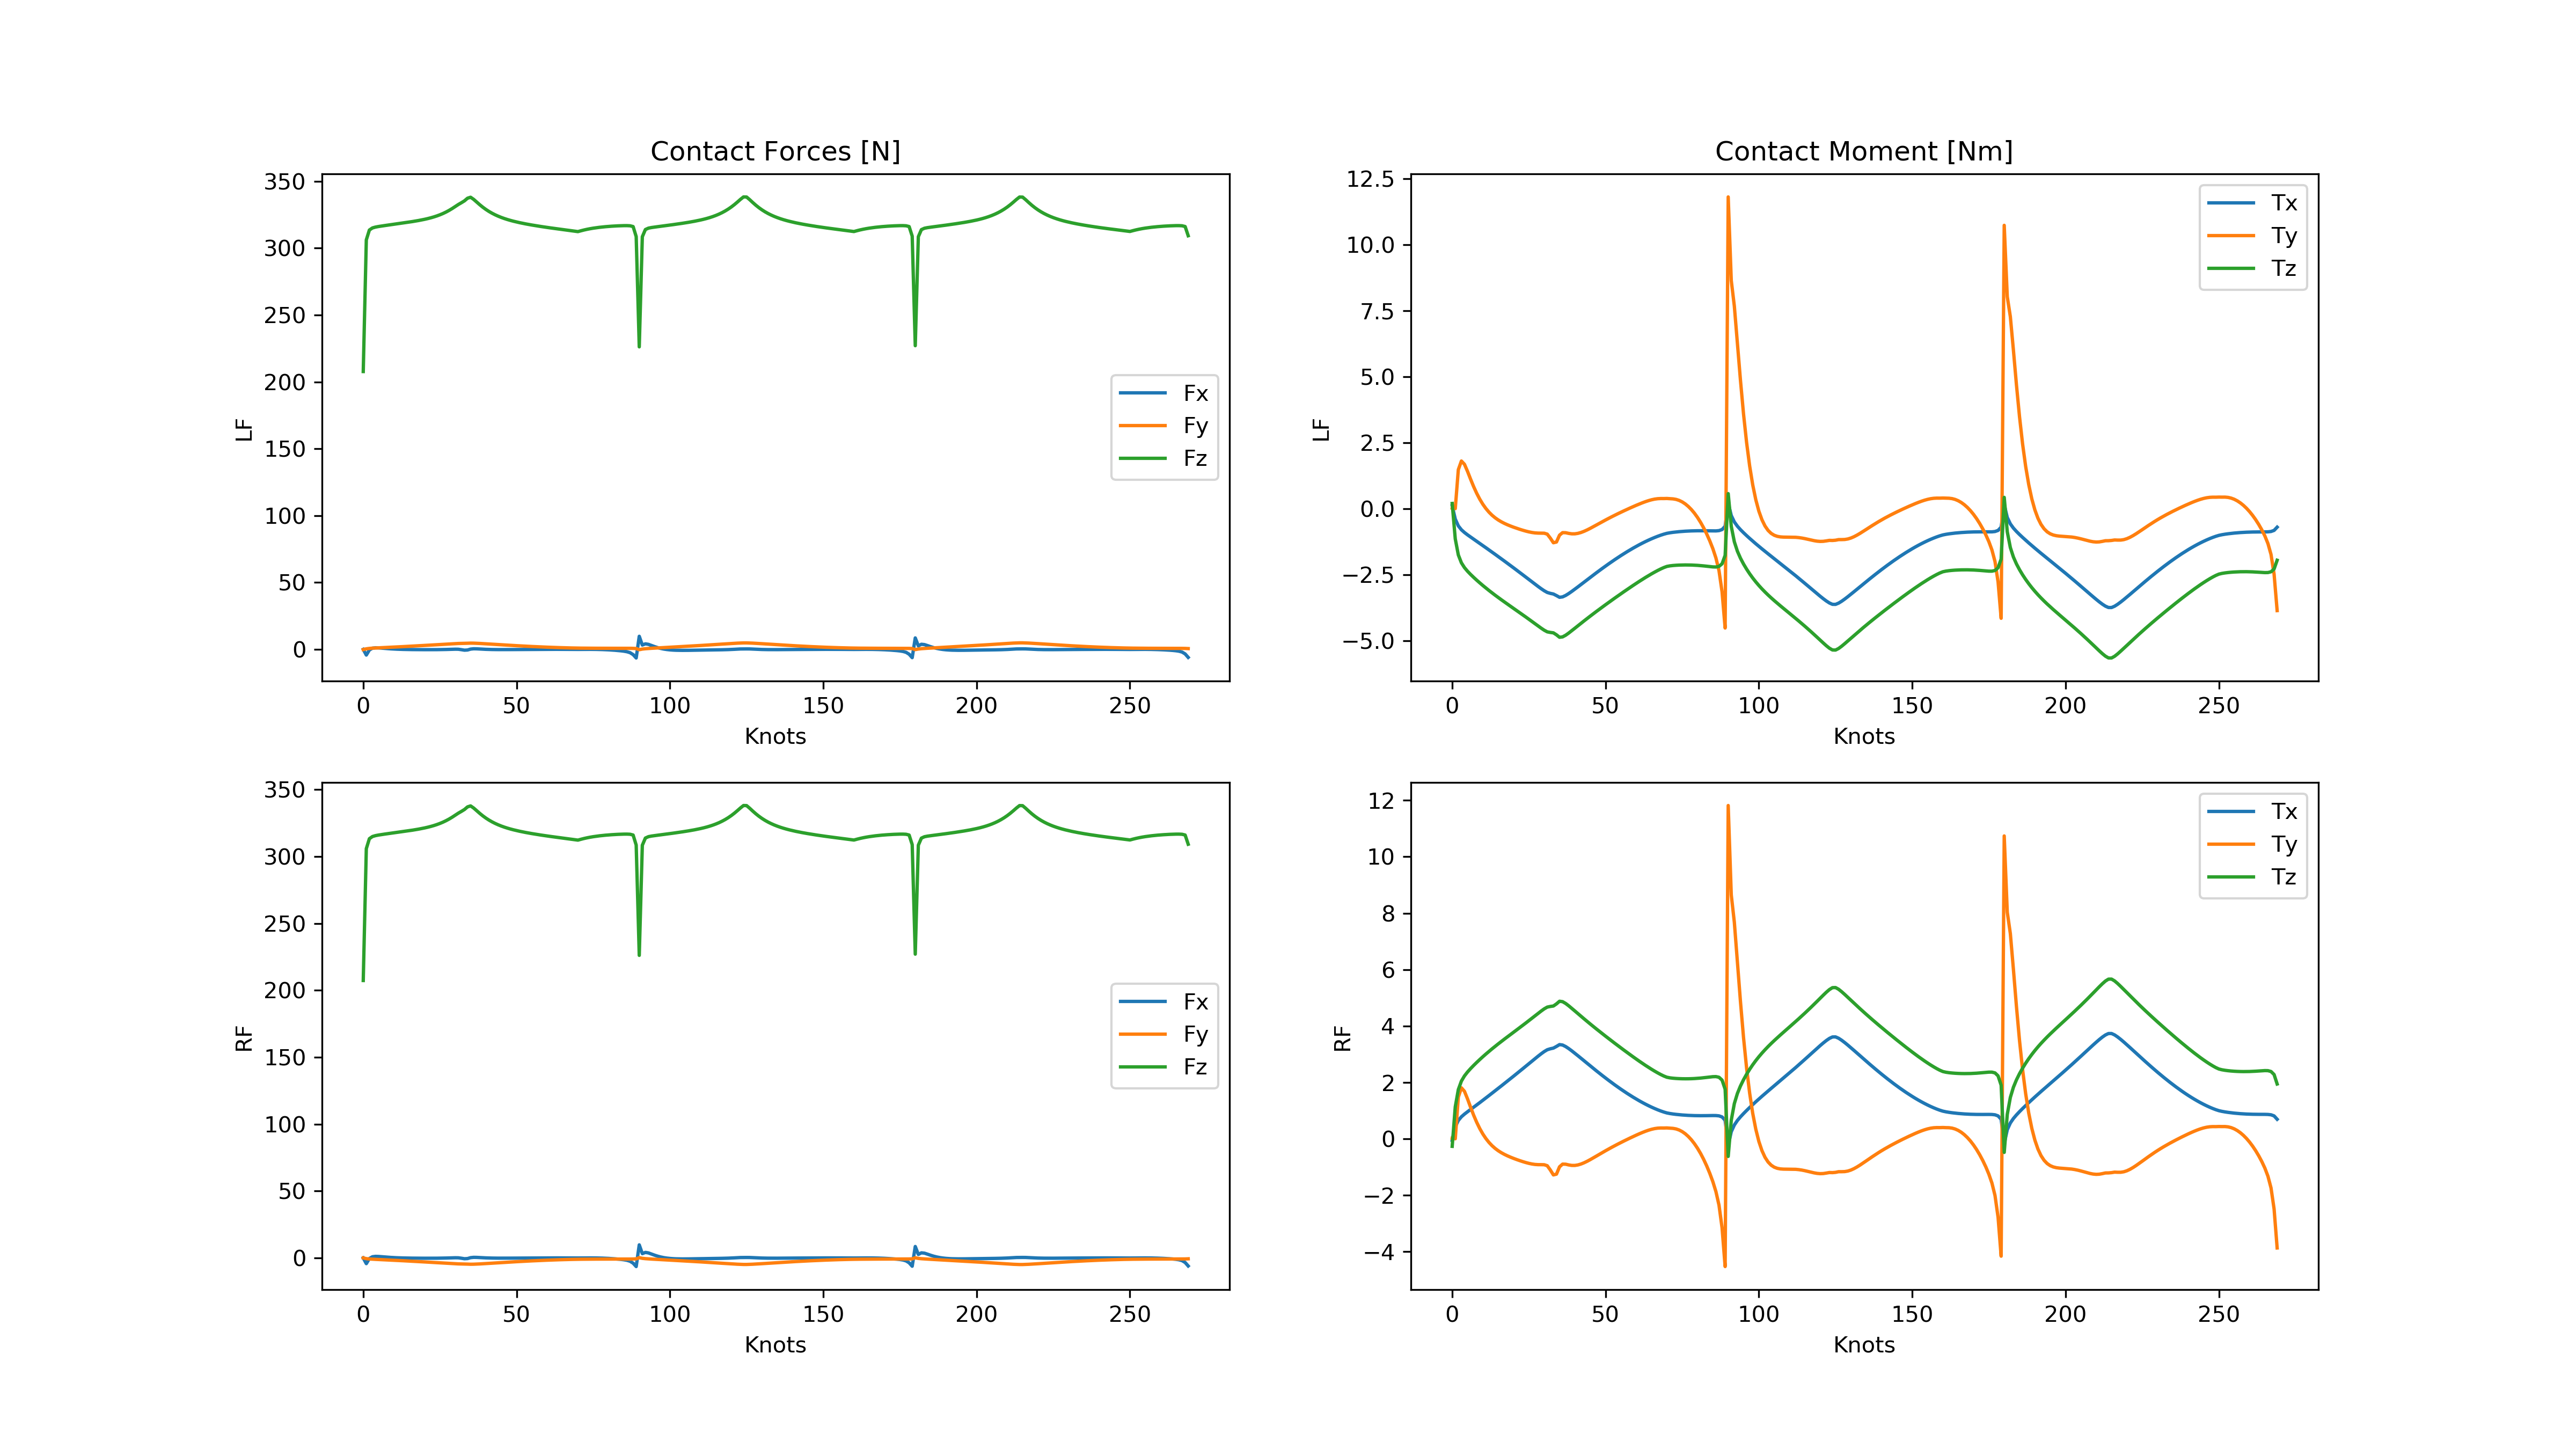 Contact Forces [N]
350
300
250
200
150
100
50
0
LF
Fx
Fy
Fz
0 50 100 150 200 250
Knots
Contact Moment [Nm]
12.5
10.0
7.5
5.0
2.5
0.0
−2.5
−5.0
LF
Tx
Ty
Tz
0 50 100 150 200 250
Knots
350
300
250
200
150
100
50
0
RF
Fx
Fy
Fz
0 50 100 150 200 250
Knots
12
10
8
6
4
2
0
−2
−4
RF
Tx
Ty
Tz
0 50 100 150 200 250
Knots